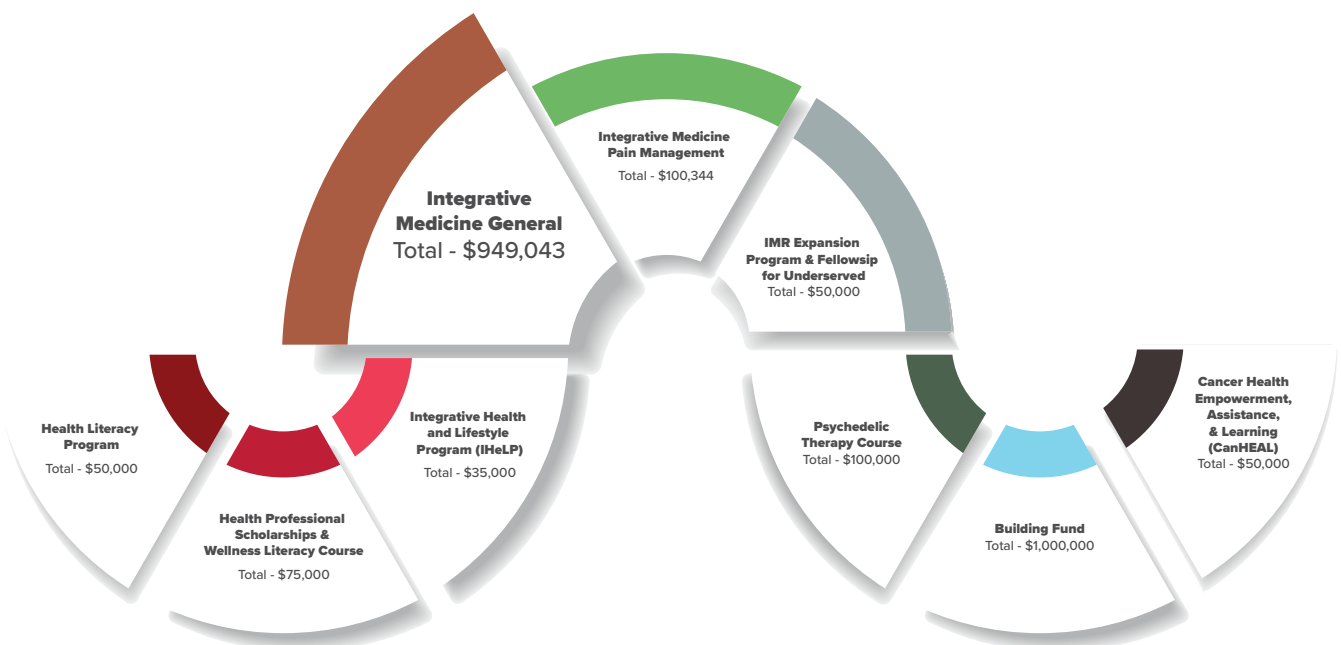 Health Literacy
Program
Total - $50,000
Health Professional
Scholarships &
Wellness Literacy Course
Total - $75,000
Integrative Health
and Lifestyle
Program (IHeLP)
Total - $35,000
Integrative
Medicine General
Total - $949,043
Integrative Medicine
Pain Management
Total - $100,344
IMR Expansion
Program & Fellowsip
for Underserved
Total - $50,000
Psychedelic
Therapy Course
Total - $100,000
Building Fund
Total - $1,000,000
Cancer Health
Empowerment,
Assistance,
& Learning
(CanHEAL)
Total - $50,000